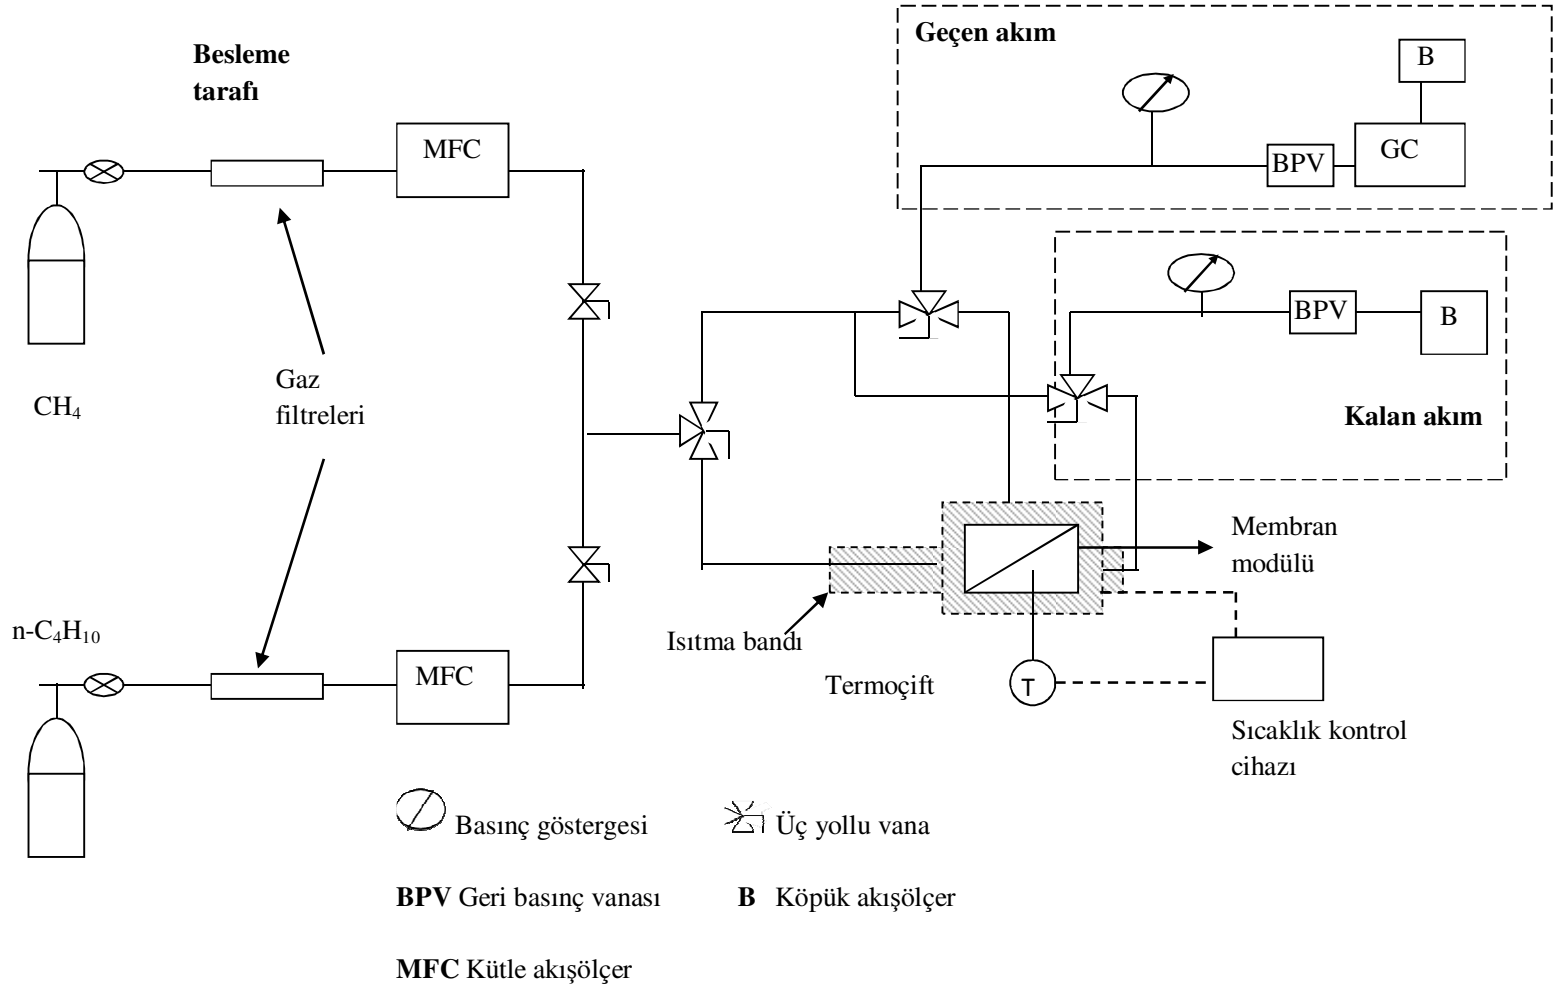 Besleme
tarafı
Geçen akım
B
MFC
BPV
GC
BPV
B
Gaz
filtreleri
CH₄
Kalan akım
Membran
modülü
n-C₄H₁₀
Isıtma bandı
MFC
Termoçift
T
Sıcaklık kontrol
cihazı
Basınç göstergesi
Üç yollu vana
BPV Geri basınç vanası
B Köpük akışölçer
MFC Kütle akışölçer